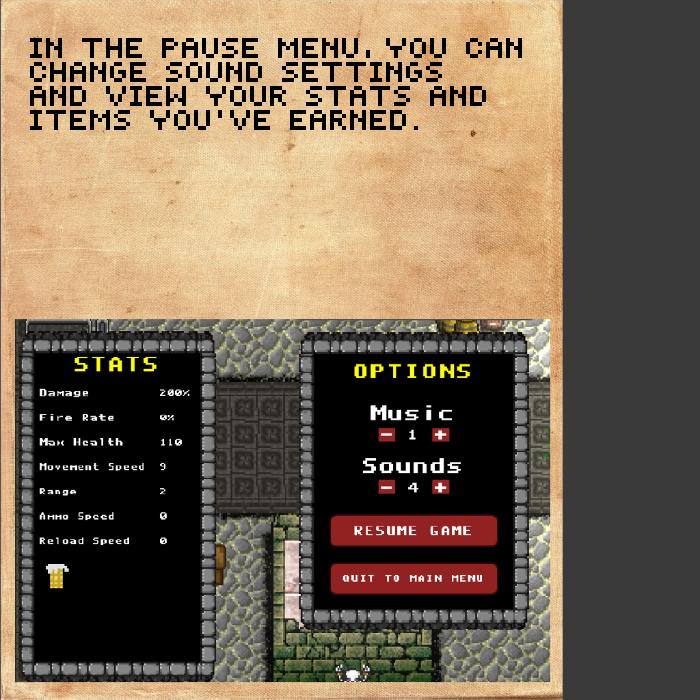 IN THE PAUSE MENU, YOU CAN
CHANGE SOUND SETTINGS
AND VIEW YOUR STATS AND
ITEMS YOU'VE EARNED.
STATS
Damage 200%
Fire Rate 0%
Max Health 110
Movement Speed 9
Range 2
Ammo Speed 0
Reload Speed 0
OPTIONS
Music
- 1 +
Sounds
- 4 +
RESUME GAME
QUIT TO MAIN MENU